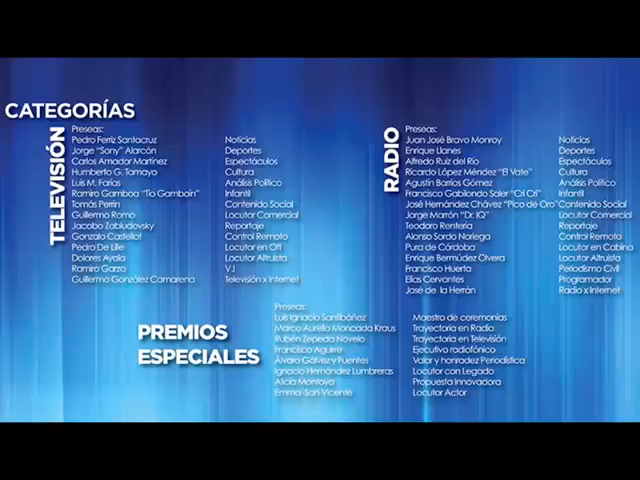 CATEGORÍAS
TELEVISIÓN
Preseas:
Pedro Ferriz Santacruz Noticias
Jorge "Sony" Alarcón Deportes
Carlos Amador Martínez Espectáculos
Humberto G. Tamayo Cultura
Luis M. Farías Análisis Político
Ramiro Gamboa "Tío Gamboín" Infantil
Tomás Perrín Contenido Social
Guillermo Romo Locutor Comercial
Jacobo Zabludovsky Reportaje
Gonzalo Castellot Control Remoto
Pedro De Lille Locutor en Off
Dolores Ayala Locutor Altruista
Ramiro Garza VJ
Guillermo González Camarena Televisión x Internet
RADIO
Preseas:
Juan José Bravo Monroy Noticias
Enrique Llanes Deportes
Alfredo Ruiz del Río Espectáculos
Ricardo López Méndez "El Vate" Cultura
Agustín Barrios Gómez Análisis Político
Francisco Gabilondo Soler "Cri Cri" Infantil
José Hernández Chávez "Pico de Oro" Contenido Social
Jorge Marrón "Dr. IQ" Locutor Comercial
Teodoro Rentería Reportaje
Alonso Sordo Noriega Control Remoto
Pura de Córdoba Locutor en Cabina
Enrique Bermúdez Olvera Locutor Altruista
Francisco Huerta Periodismo Civil
Elías Cervantes Programador
José de la Herrán Radio x Internet
PREMIOS
ESPECIALES
Preseas:
Luis Ignacio Santibáñez Maestro de ceremonias
Marco Aurelio Moncada Kraus Trayectoria en Radio
Rubén Zepeda Novelo Trayectoria en Televisión
Francisco Aguirre Ejecutivo radiofónico
Álvaro Gálvez y Fuentes Valor y honradez Periodística
Ignacio Hernández Lumbreras Locutor con Legado
Alicia Montoya Propuesta Innovadora
Emma San Vicente Locutor Actor